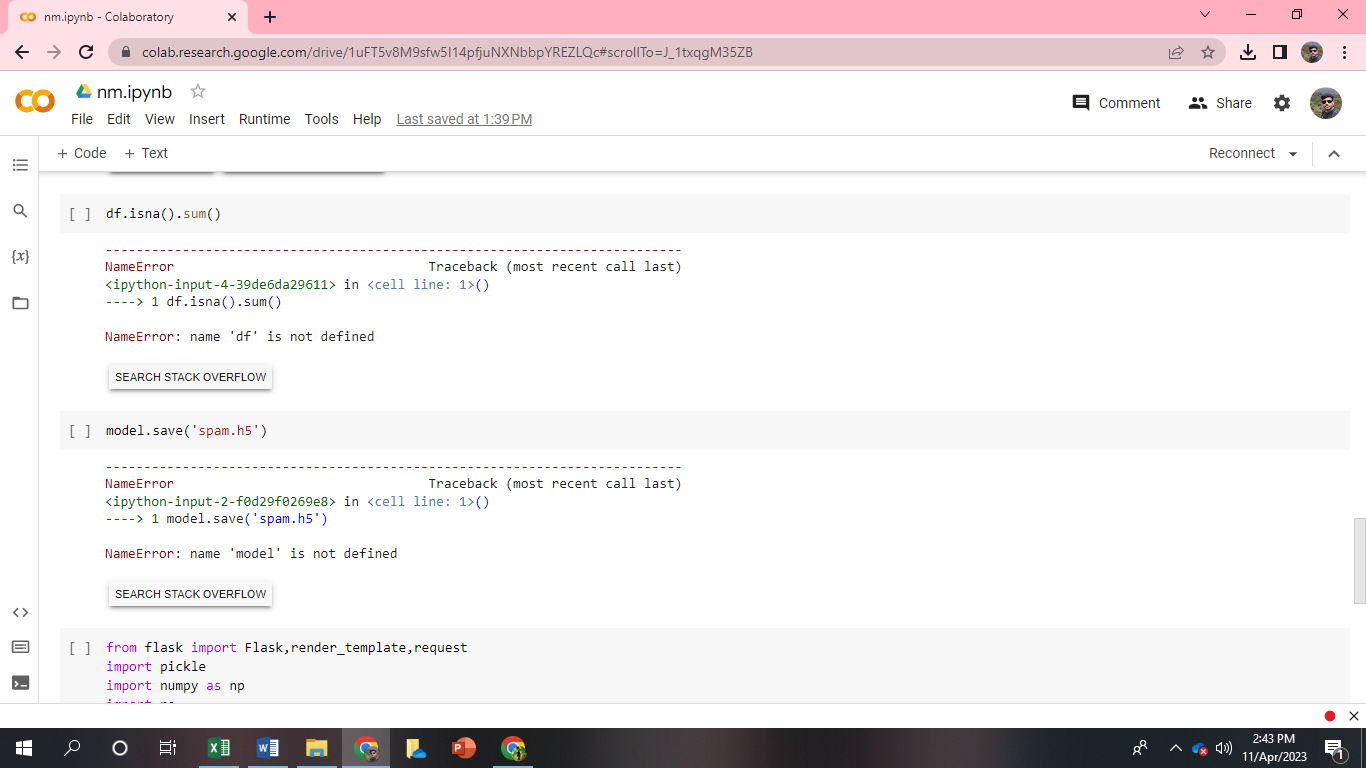 nm.ipynb - Colaboratory
colab.research.google.com/drive/1uFT5v8M9sfw5I14pfjuNXNbbpYREZLQc#scrollTo=J_1txqgM35ZB
nm.ipynb
File Edit View Insert Runtime Tools Help Last saved at 1:39 PM
Comment Share
+ Code + Text
Reconnect
[ ] df.isna().sum()
---------------------------------------------------------------------------
NameError Traceback (most recent call last)
<ipython-input-4-39de6da29611> in <cell line: 1>()
----> 1 df.isna().sum()
NameError: name 'df' is not defined
SEARCH STACK OVERFLOW
[ ] model.save('spam.h5')
---------------------------------------------------------------------------
NameError Traceback (most recent call last)
<ipython-input-2-f0d29f0269e8> in <cell line: 1>()
----> 1 model.save('spam.h5')
NameError: name 'model' is not defined
SEARCH STACK OVERFLOW
[ ] from flask import Flask,render_template,request
import pickle
import numpy as np
{x}
2:43 PM
11/Apr/2023
1